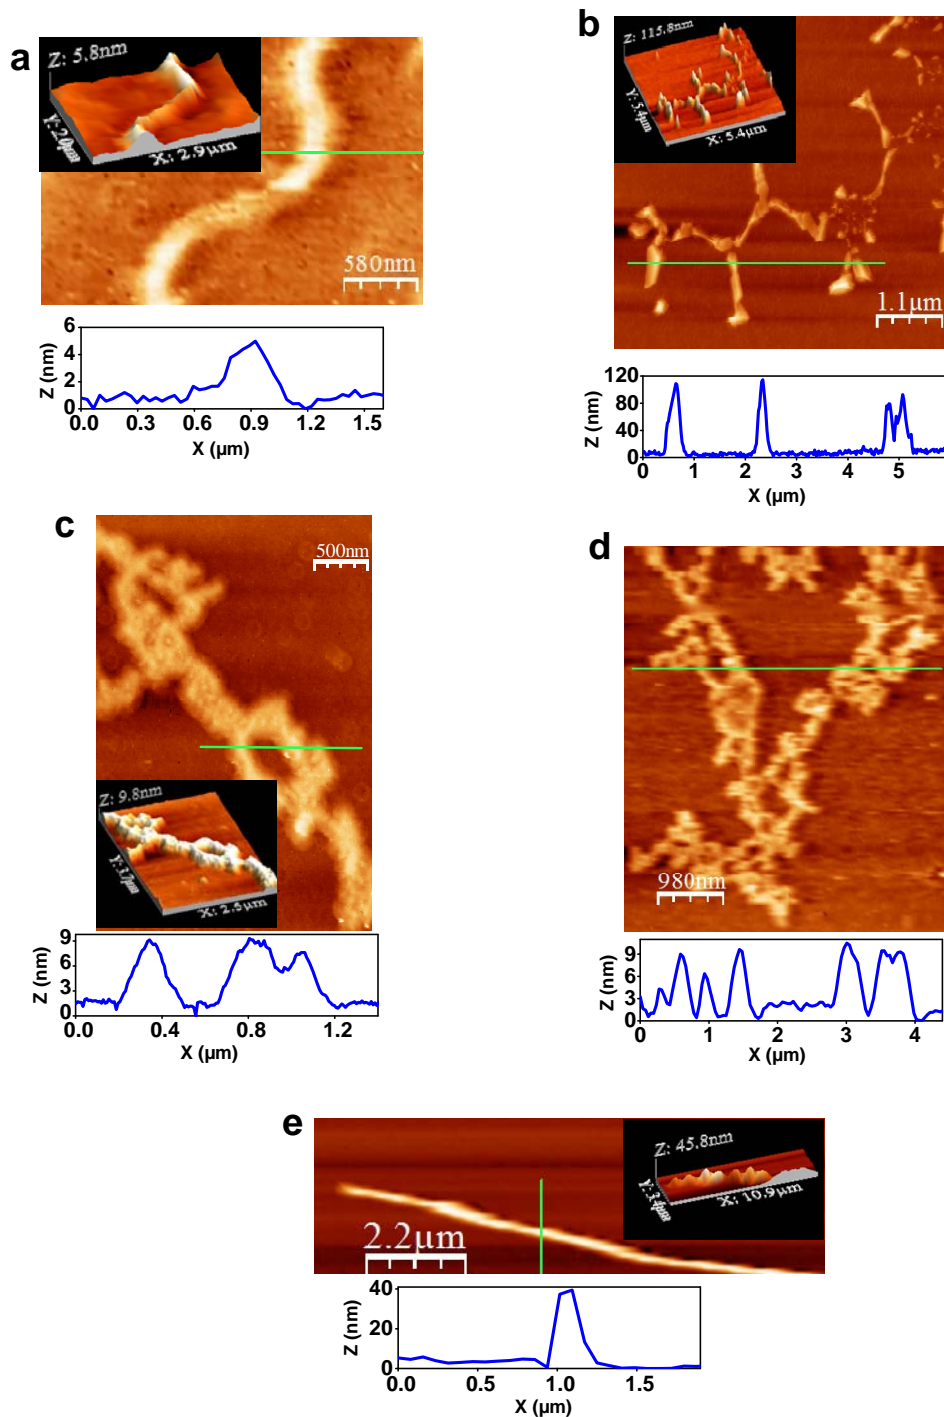 a
Z: 5.8nm
Y: 2.0µm
X: 2.9µm
580nm
6
4
2
0
Z (nm)
0.0 0.3 0.6 0.9 1.2 1.5
X (µm)
b
Z: 115.8nm
Y: 5.4µm
X: 5.4µm
1.1µm
120
80
40
0
Z (nm)
0 1 2 3 4 5
X (µm)
c
500nm
Z: 9.8nm
Y: 3.7µm
X: 2.5µm
9
6
3
0
Z (nm)
0.0 0.4 0.8 1.2
X (µm)
d
980nm
9
6
3
0
Z (nm)
0 1 2 3 4
X (µm)
e
Z: 45.8nm
Y: 3.4µm
X: 10.9µm
2.2µm
40
20
0
Z (nm)
0.0 0.5 1.0 1.5
X (µm)